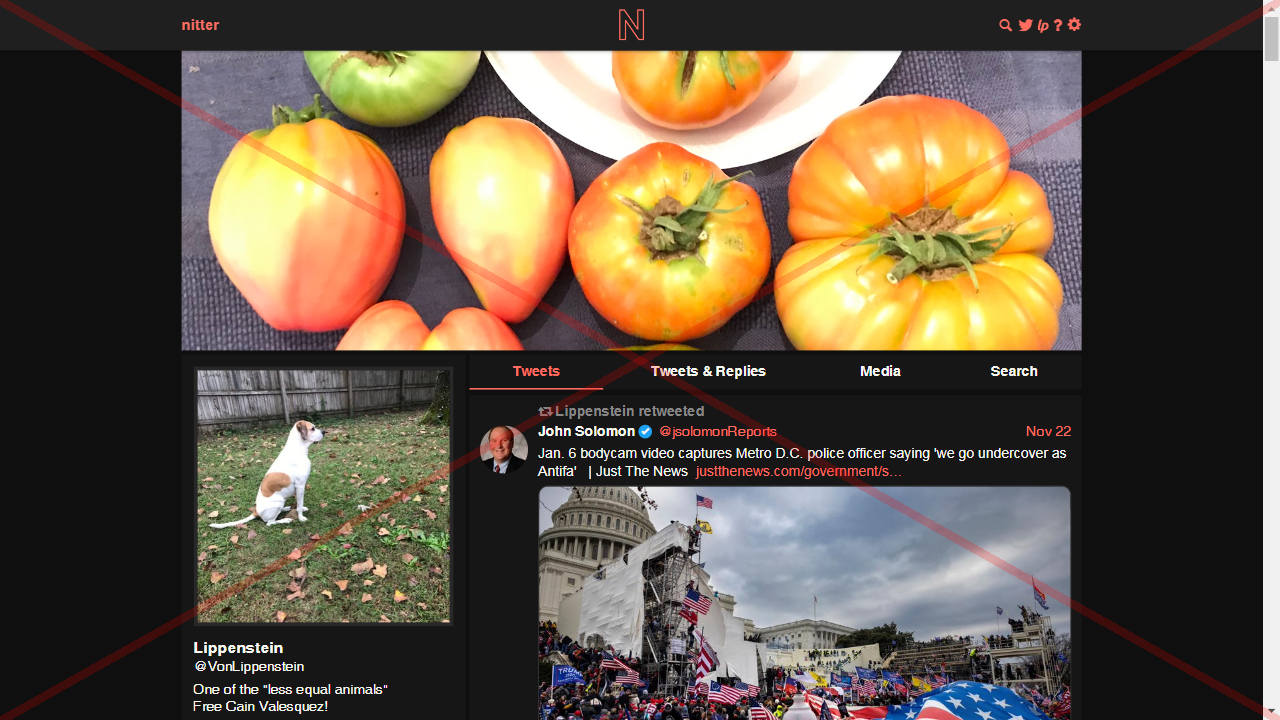 nitter
N
lp ?
Tweets
Tweets & Replies
Media
Search
Lippenstein retweeted
John Solomon @jsolomonReports
Nov 22
Jan. 6 bodycam video captures Metro D.C. police officer saying 'we go undercover as
Antifa' | Just The News justthenews.com/government/s…
TRUMP
Lippenstein
@VonLippenstein
One of the "less equal animals"
Free Cain Valesquez!